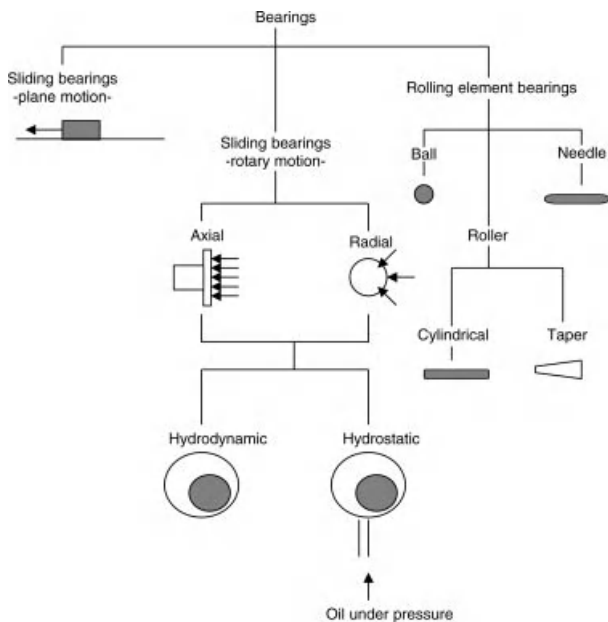 Bearings
Sliding bearings
-plane motion-
Sliding bearings
-rotary motion-
Rolling element bearings
Ball
Needle
Axial
Radial
Roller
Cylindrical
Taper
Hydrodynamic
Hydrostatic
Oil under pressure